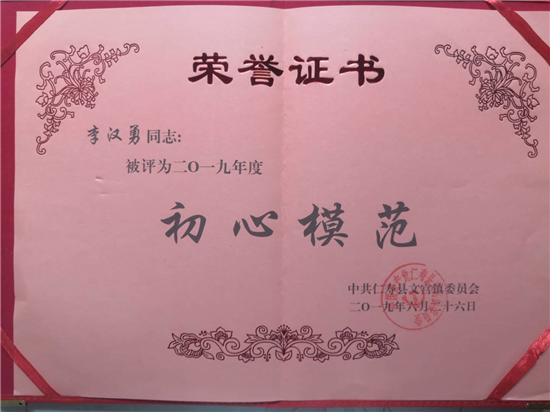 荣誉证书
李汉勇同志:
被评为二〇一九年度
初心模范
中共仁寿县文宫镇委员会
二〇一九年六月二十六日